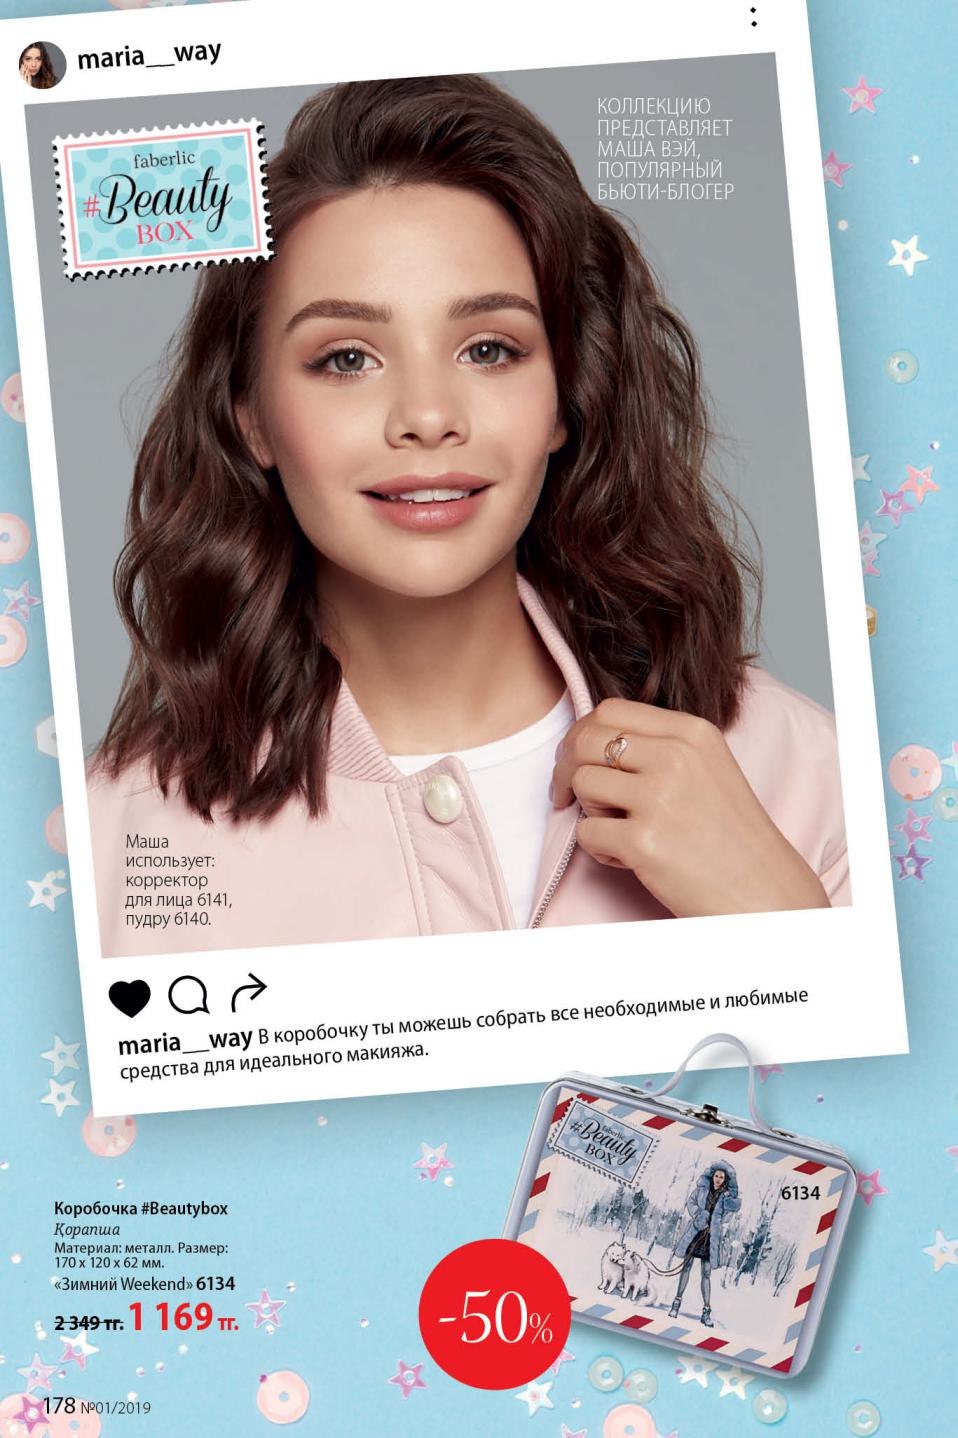 maria__way
faberlic
#Beauty
BOX
КОЛЛЕКЦИЮ
ПРЕДСТАВЛЯЕТ
МАША ВЭЙ,
ПОПУЛЯРНЫЙ
БЬЮТИ-БЛОГЕР
Маша
использует:
корректор
для лица 6141,
пудру 6140.
maria__way В коробочку ты можешь собрать все необходимые и любимые
средства для идеального макияжа.
faberlic
#Beauty
BOX
6134
Коробочка #Beautybox
Қорапша
Материал: металл. Размер:
170 х 120 х 62 мм.
«Зимний Weekend» 6134
2 349 тг. 1 169 тг.
-50%
178 №01/2019